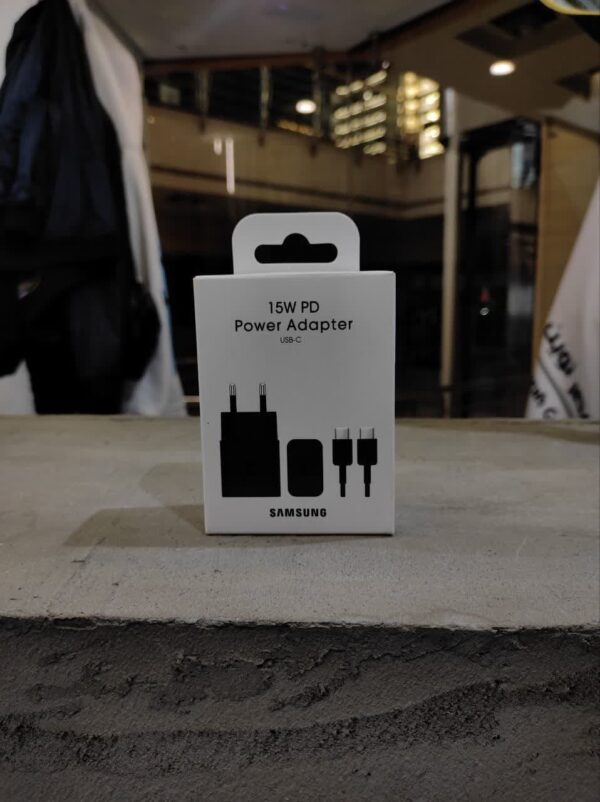 15W PD
Power Adapter
USB-C
SAMSUNG